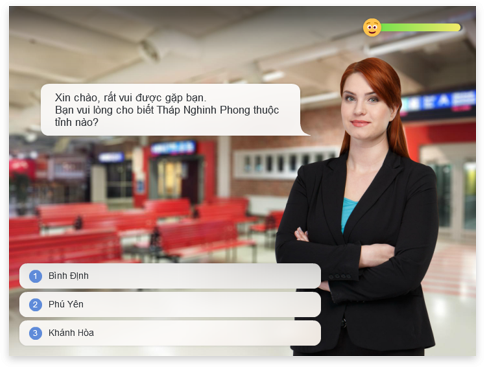 Xin chào, rất vui được gặp bạn.
Bạn vui lòng cho biết Tháp Nghinh Phong thuộc
tỉnh nào?
1 Bình Định
2 Phú Yên
3 Khánh Hòa